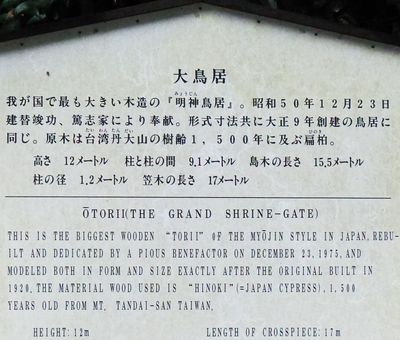 大鳥居
我が国で最も大きい木造の『明神鳥居』。昭和50年12月23日
建替竣功、篤志家により奉献。形式寸法共に大正9年創建の鳥居に
同じ。原木は台湾丹大山の樹齢1,500年に及ぶ扁柏。
高さ 12メートル 柱と柱の間 9.1メートル 島木の長さ 15.5メートル
柱の径 1.2メートル 笠木の長さ 17メートル
ŌTORII(THE GRAND SHRINE-GATE)
THIS IS THE BIGGEST WOODEN “TORII” OF THE MYŌJIN STYLE IN JAPAN.REBU-
ILT AND DEDICATED BY A PIOUS BENEFACTOR ON DECEMBER 23,1975,AND
MODELED BOTH IN FORM AND SIZE EXACTLY AFTER THE ORIGINAL BUILT IN
1920.THE MATERIAL WOOD USED IS “HINOKI”(=JAPAN CYPRESS),1,500
YEARS OLD FROM MT. TANDAI-SAN TAIWAN.
HEIGHT:12m LENGTH OF CROSSPIECE:17m